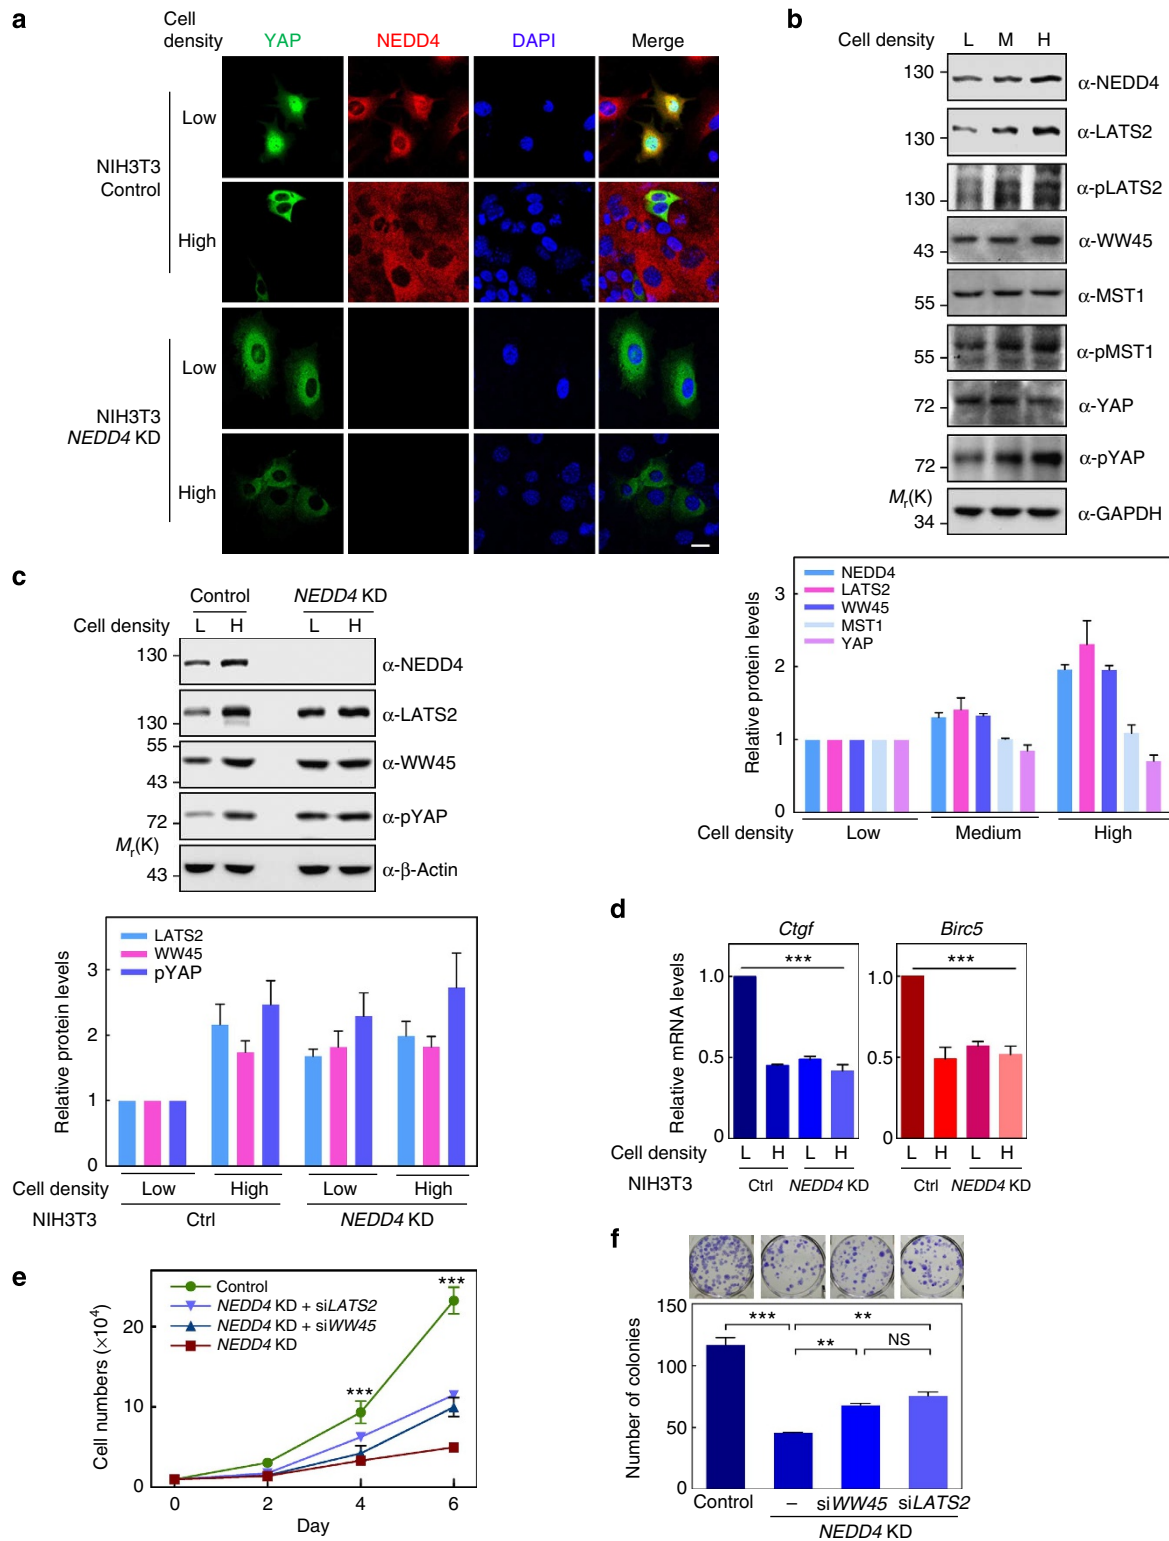 a
Cell density YAP NEDD4 DAPI Merge
NIH3T3 Control
Low
High
NIH3T3 NEDD4 KD
Low
High
b
Cell density L M H
130 α-NEDD4
130 α-LATS2
130 α-pLATS2
43 α-WW45
55 α-MST1
55 α-pMST1
72 α-YAP
72 α-pYAP
Mr(K)
34 α-GAPDH
NEDD4
LATS2
WW45
MST1
YAP
Relative protein levels
3
2
1
0
Cell density Low Medium High
c
Control NEDD4 KD
Cell density L H L H
130 α-NEDD4
130 α-LATS2
55
43 α-WW45
72 α-pYAP
Mr(K)
43 α-β-Actin
LATS2
WW45
pYAP
Relative protein levels
3
2
1
0
Cell density Low High Low High
NIH3T3 Ctrl NEDD4 KD
d
Ctgf Birc5
*** ***
Relative mRNA levels
1.0 1.0
0.5 0.5
0 0
Cell density L H L H L H L H
NIH3T3 Ctrl NEDD4 KD Ctrl NEDD4 KD
e
Control
NEDD4 KD + siLATS2
NEDD4 KD + siWW45
NEDD4 KD
***
***
Cell numbers (×10⁴)
20
10
0
0 2 4 6
Day
f
150
*** **
** NS
100
50
0
Number of colonies
Control – siWW45 siLATS2
NEDD4 KD